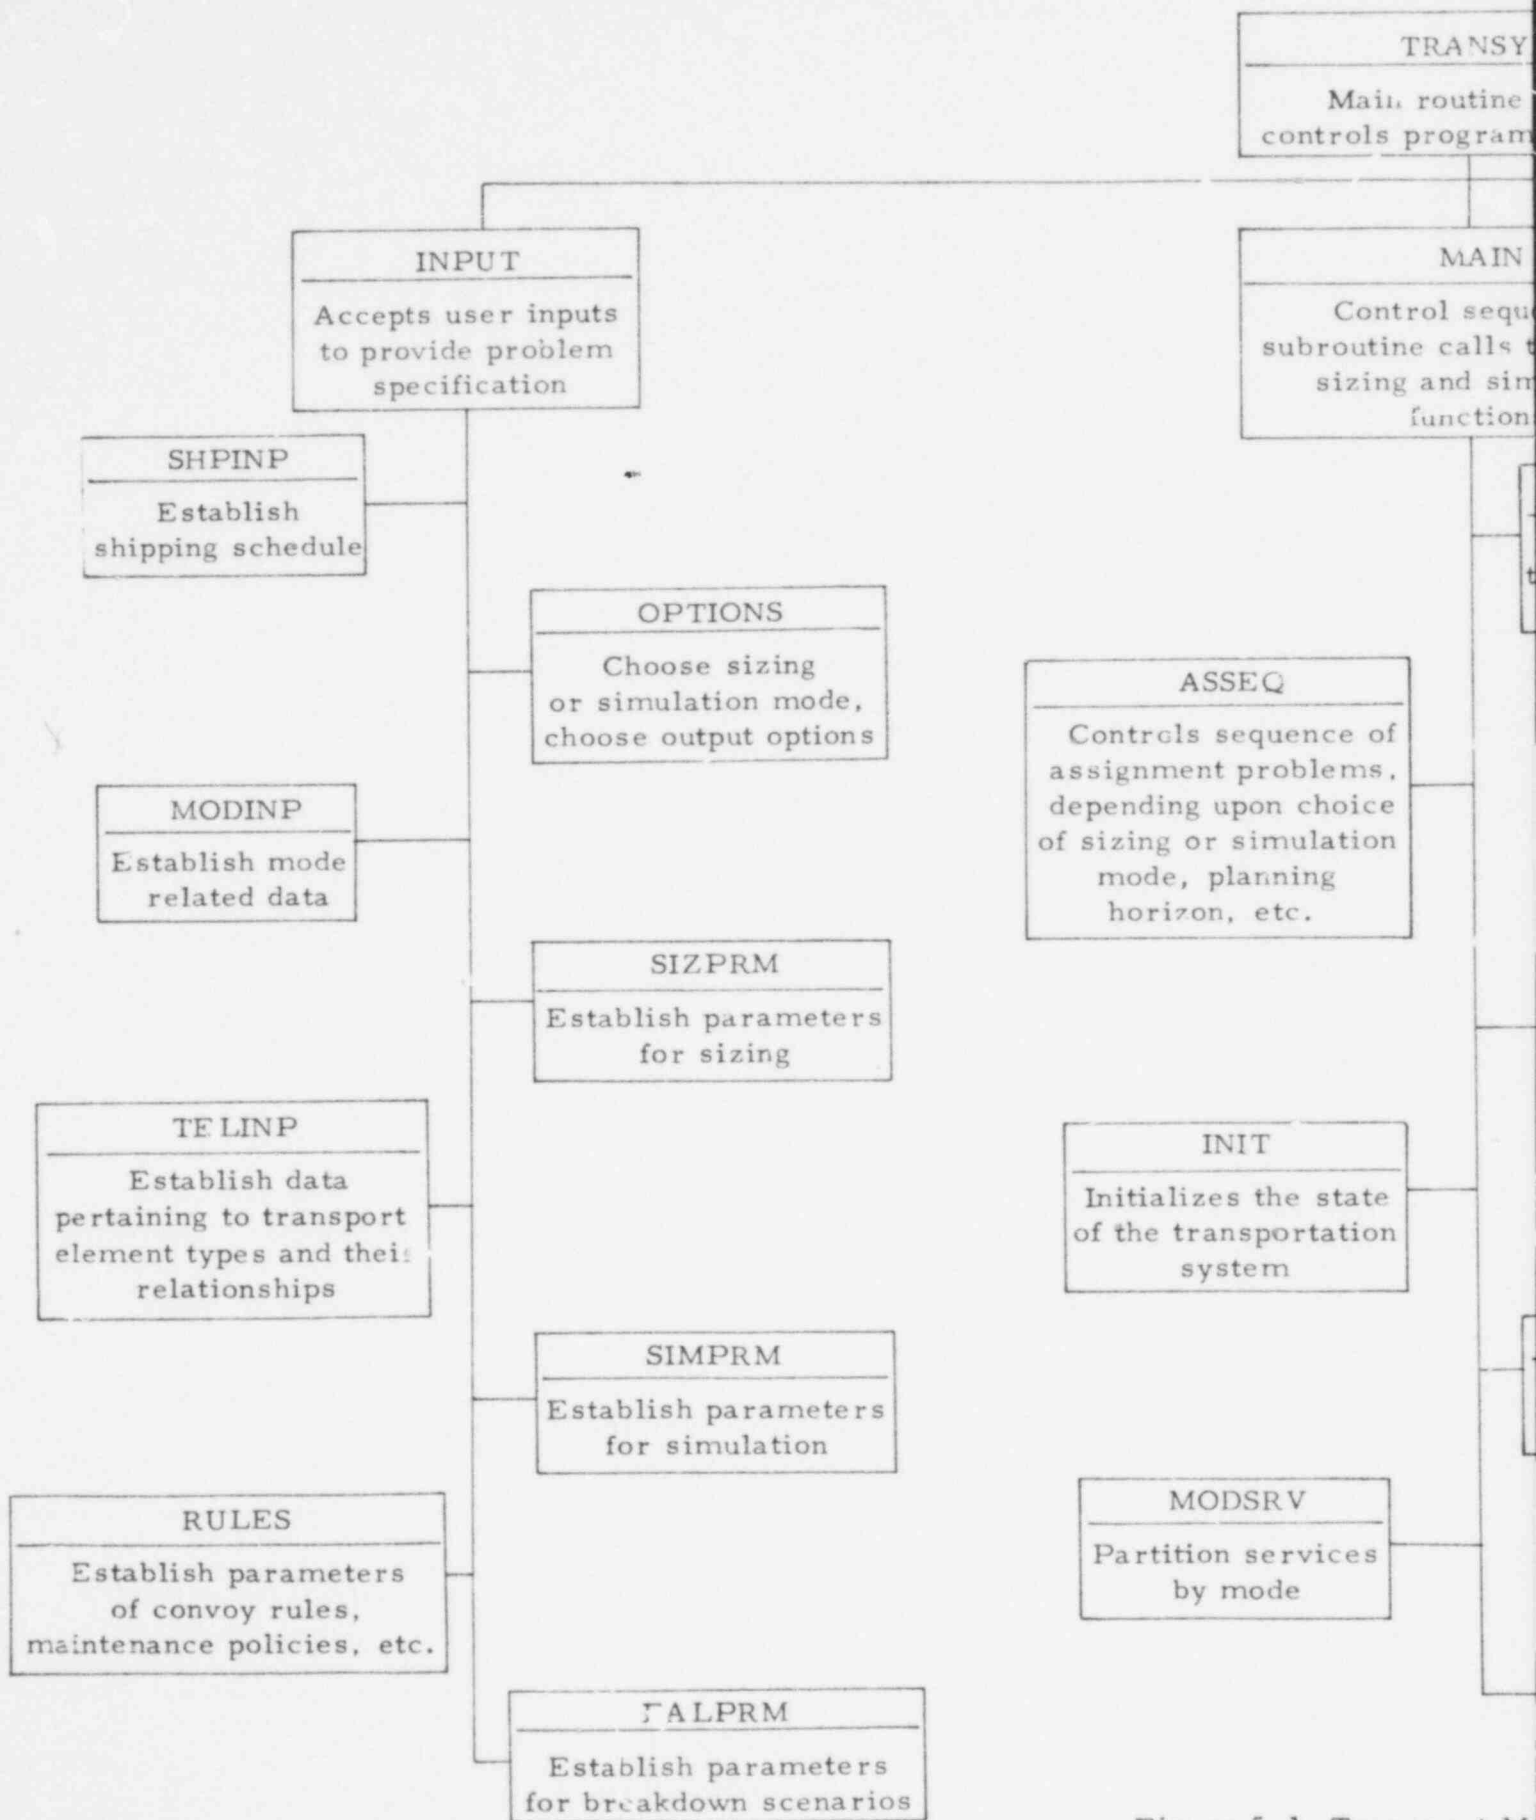 TRANSY
Main routine
controls program
INPUT
Accepts user inputs
to provide problem
specification
MAIN
Control sequ
subroutine calls t
sizing and sim
function
SHPINP
Establish
shipping schedule
t
OPTIONS
Choose sizing
or simulation mode,
choose output options
ASSEQ
Controls sequence of
assignment problems,
depending upon choice
of sizing or simulation
mode, planning
horizon, etc.
MODINP
Establish mode
related data
SIZPRM
Establish parameters
for sizing
TELINP
Establish data
pertaining to transport
element types and their
relationships
INIT
Initializes the state
of the transportation
system
SIMPRM
Establish parameters
for simulation
MODSRV
Partition services
by mode
RULES
Establish parameters
of convoy rules,
maintenance policies, etc.
FALPRM
Establish parameters
for breakdown scenarios